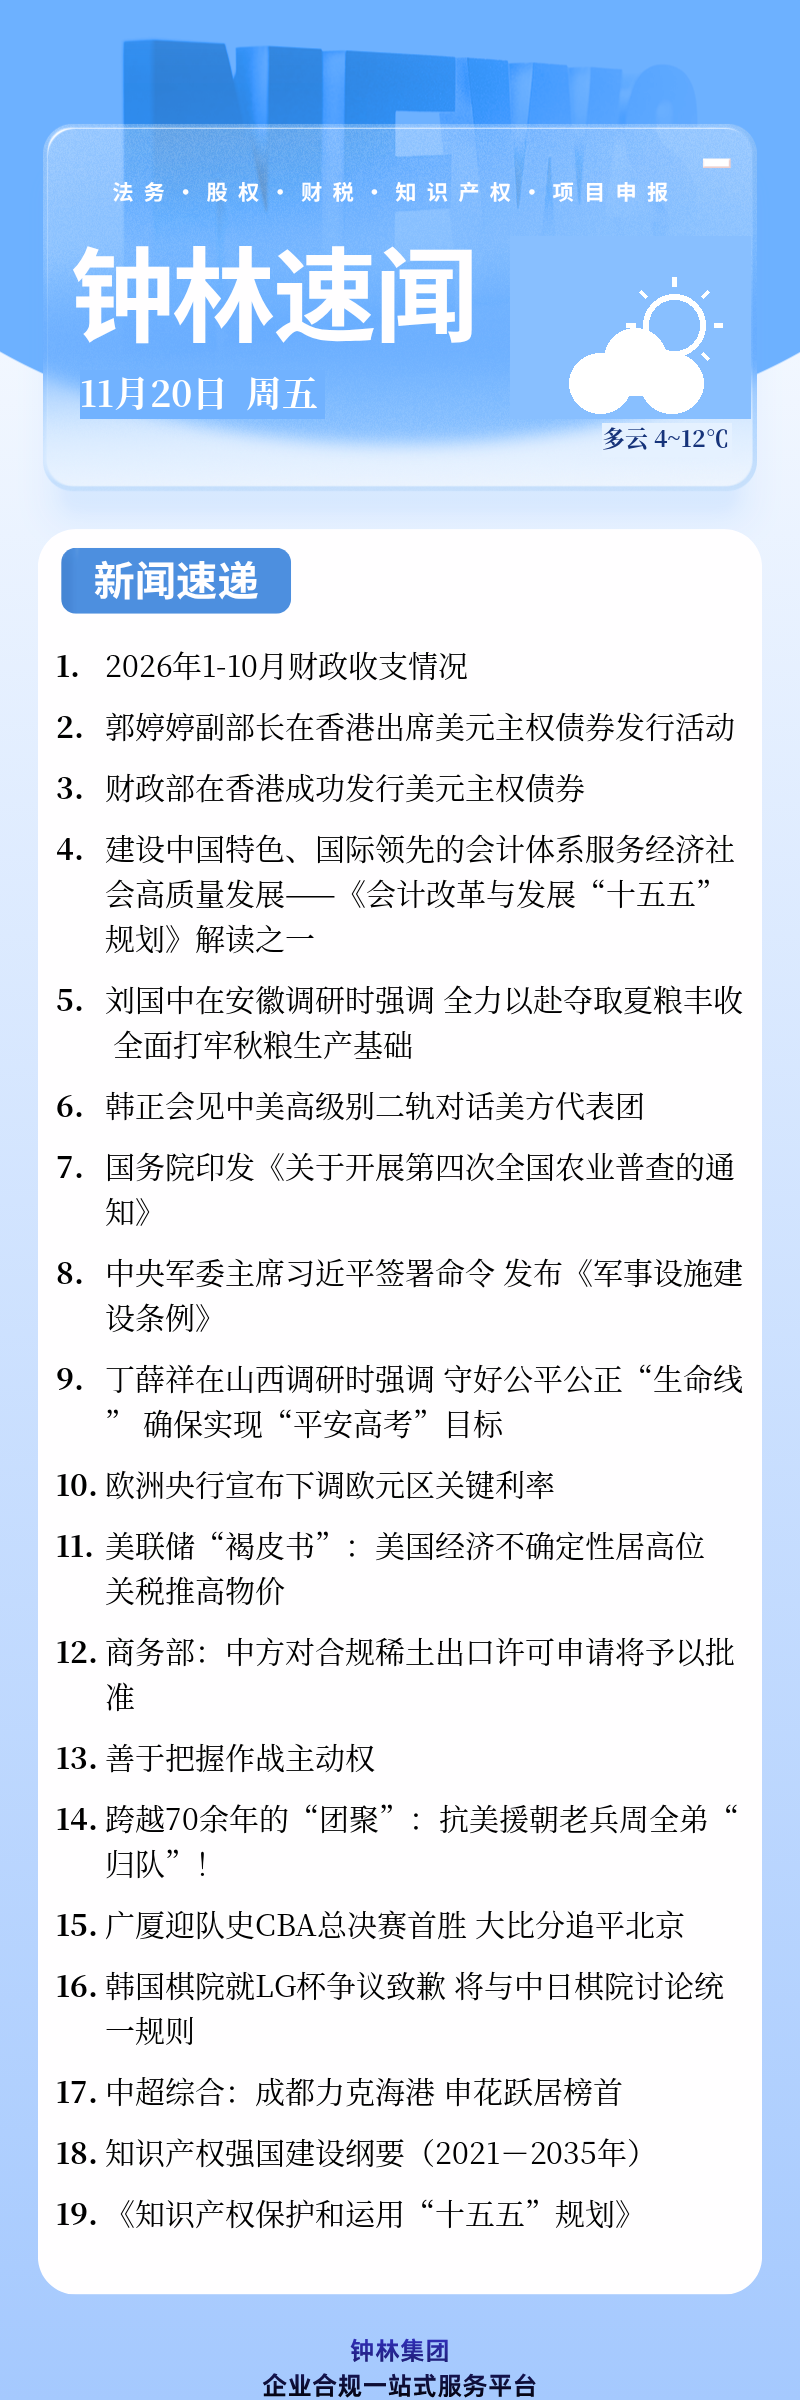 NEWS
法务·股权·财税·知识产权·项目申报
钟林速闻
11月20日 周五
多云 4~12℃
新闻速递
1. 2026年1-10月财政收支情况
2. 郭婷婷副部长在香港出席美元主权债券发行活动
3. 财政部在香港成功发行美元主权债券
4. 建设中国特色、国际领先的会计体系服务经济社
会高质量发展——《会计改革与发展“十五五”
规划》解读之一
5. 刘国中在安徽调研时强调 全力以赴夺取夏粮丰收
全面打牢秋粮生产基础
6. 韩正会见中美高级别二轨对话美方代表团
7. 国务院印发《关于开展第四次全国农业普查的通
知》
8. 中央军委主席习近平签署命令 发布《军事设施建
设条例》
9. 丁薛祥在山西调研时强调 守好公平公正“生命线
” 确保实现“平安高考”目标
10. 欧洲央行宣布下调欧元区关键利率
11. 美联储“褐皮书”：美国经济不确定性居高位
关税推高物价
12. 商务部：中方对合规稀土出口许可申请将予以批
准
13. 善于把握作战主动权
14. 跨越70余年的“团聚”：抗美援朝老兵周全弟“
归队”！
15. 广厦迎队史CBA总决赛首胜 大比分追平北京
16. 韩国棋院就LG杯争议致歉 将与中日棋院讨论统
一规则
17. 中超综合：成都力克海港 申花跃居榜首
18. 知识产权强国建设纲要（2021—2035年）
19. 《知识产权保护和运用“十五五”规划》
钟林集团
企业合规一站式服务平台